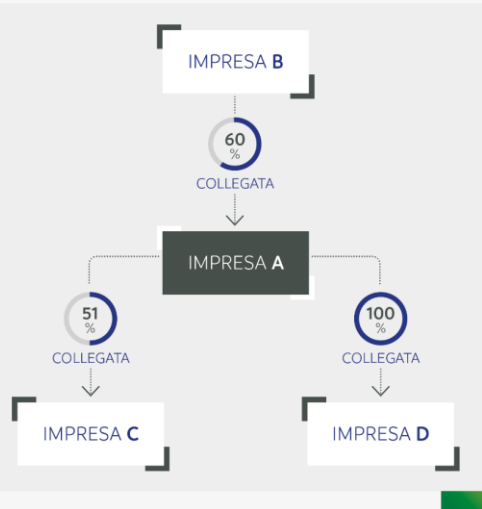 IMPRESA B
60
%
COLLEGATA
IMPRESA A
51
%
COLLEGATA
100
%
COLLEGATA
IMPRESA C
IMPRESA D